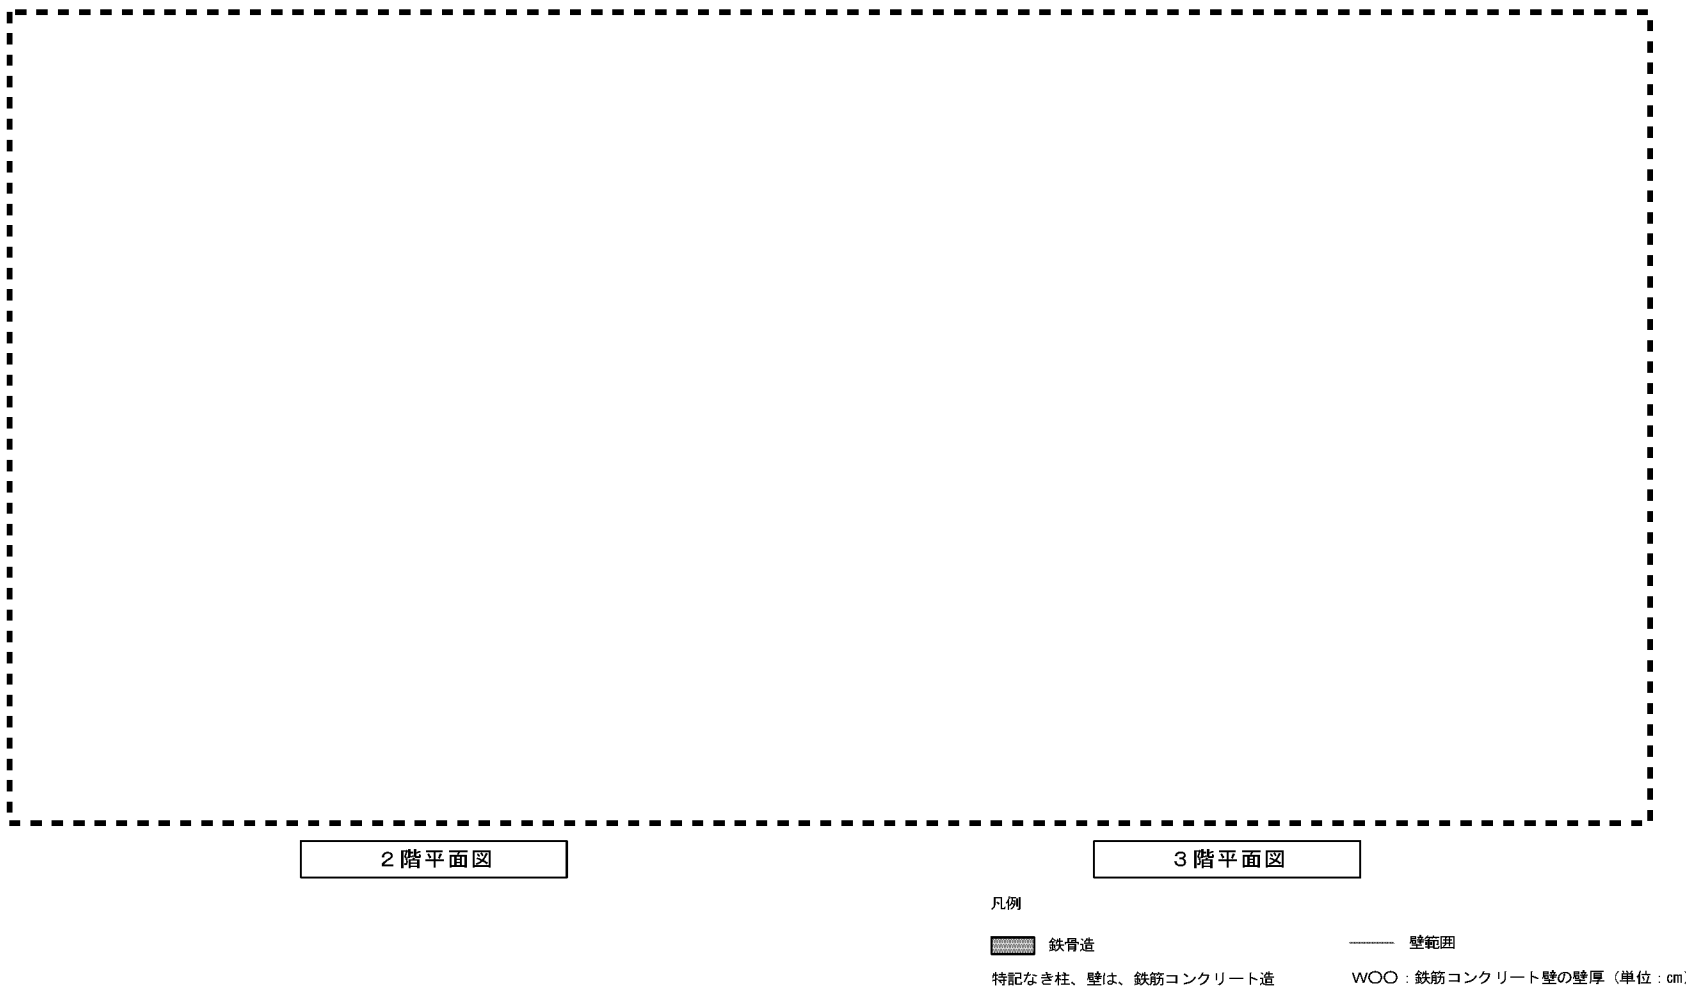 2階平面図
3階平面図
凡例
鉄骨造
壁範囲
特記なき柱、壁は、鉄筋コンクリート造
W〇〇:鉄筋コンクリート壁の壁厚(単位:㎝)